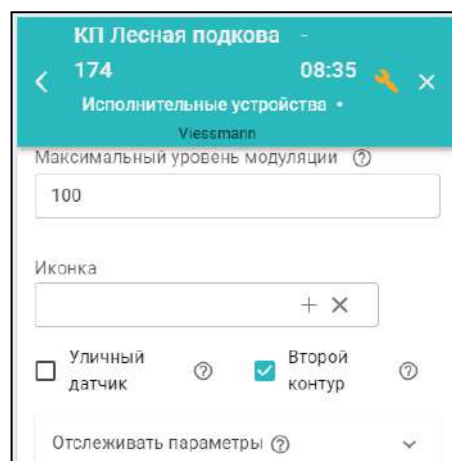 КП Лесная подкова -
174 08:35
Исполнительные устройства •
Viessmann
Максимальный уровень модуляции
100
Иконка
Уличный Второй
датчик контур
Отслеживать параметры